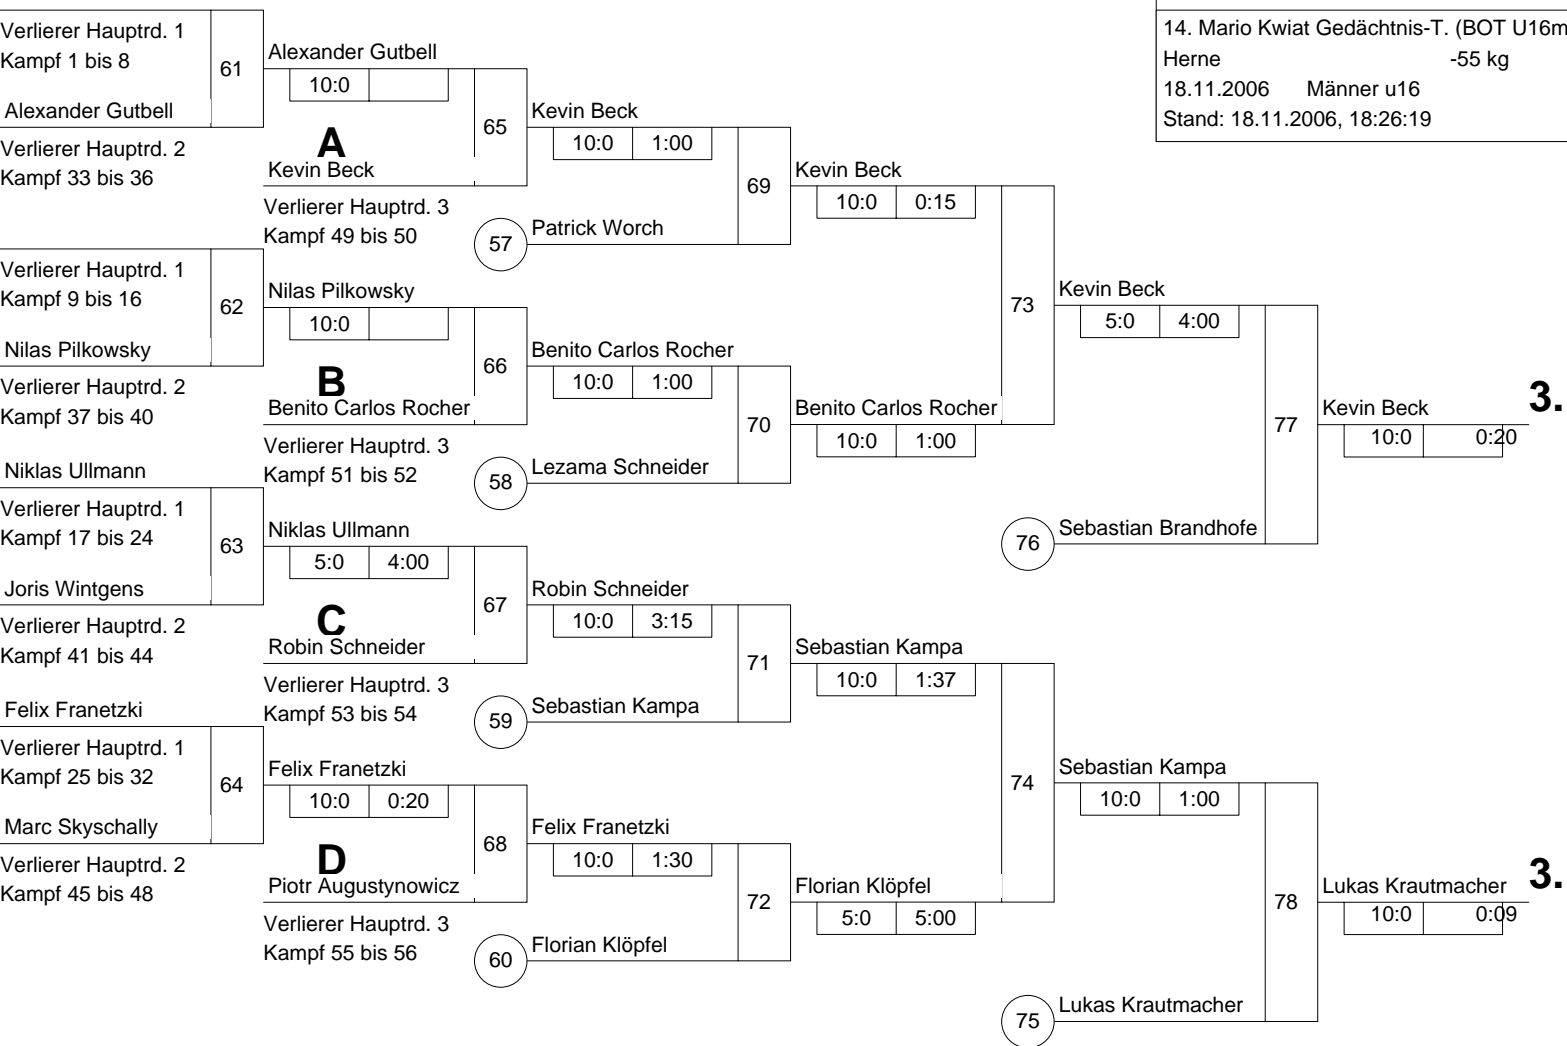 14. Mario Kwiat Gedächtnis-T. (BOT U16m
Herne -55 kg
18.11.2006 Männer u16
Stand: 18.11.2006, 18:26:19
Verlierer Hauptrd. 1
Kampf 1 bis 8
61
Alexander Gutbell
Verlierer Hauptrd. 2
Kampf 33 bis 36
Verlierer Hauptrd. 1
Kampf 9 bis 16
62
Nilas Pilkowsky
Verlierer Hauptrd. 2
Kampf 37 bis 40
Niklas Ullmann
Verlierer Hauptrd. 1
Kampf 17 bis 24
63
Joris Wintgens
Verlierer Hauptrd. 2
Kampf 41 bis 44
Felix Franetzki
Verlierer Hauptrd. 1
Kampf 25 bis 32
64
Marc Skyschally
Verlierer Hauptrd. 2
Kampf 45 bis 48
Alexander Gutbell
10:0
A
65
Kevin Beck
Verlierer Hauptrd. 3
Kampf 49 bis 50
Nilas Pilkowsky
10:0
B
66
Benito Carlos Rocher
Verlierer Hauptrd. 3
Kampf 51 bis 52
Niklas Ullmann
5:0 4:00
C
67
Robin Schneider
Verlierer Hauptrd. 3
Kampf 53 bis 54
Felix Franetzki
10:0 0:20
D
68
Piotr Augustynowicz
Verlierer Hauptrd. 3
Kampf 55 bis 56
Kevin Beck
10:0 1:00
69
57 Patrick Worch
Benito Carlos Rocher
10:0 1:00
70
58 Lezama Schneider
Robin Schneider
10:0 3:15
71
59 Sebastian Kampa
Felix Franetzki
10:0 1:30
72
60 Florian Klöpfel
Kevin Beck
10:0 0:15
73
Benito Carlos Rocher
10:0 1:00
Sebastian Kampa
10:0 1:37
74
Florian Klöpfel
5:0 5:00
Kevin Beck
5:0 4:00
77
76 Sebastian Brandhofe
Sebastian Kampa
10:0 1:00
78
75 Lukas Krautmacher
Kevin Beck 3.
10:0 0:20
Lukas Krautmacher 3.
10:0 0:09